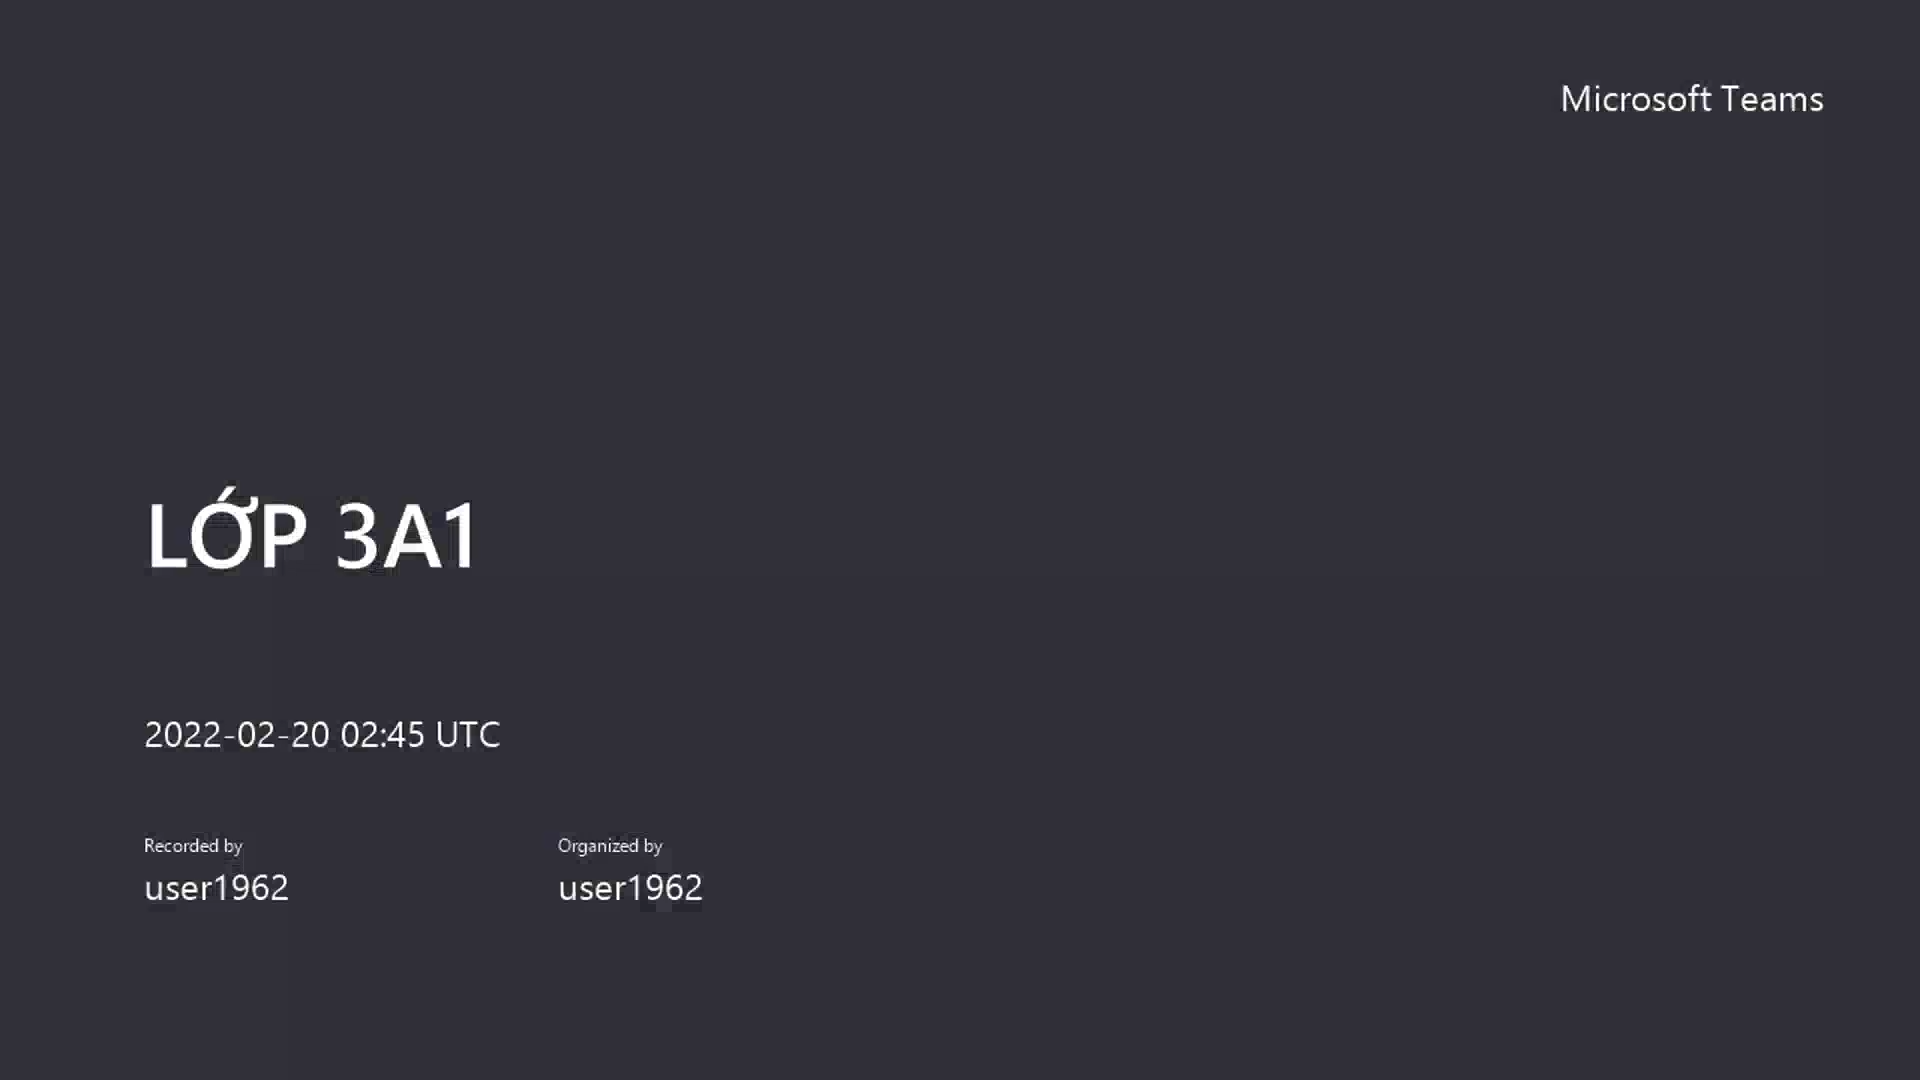 Microsoft Teams
LỚP 3A1
2022-02-20 02:45 UTC
Recorded by
user1962
Organized by
user1962